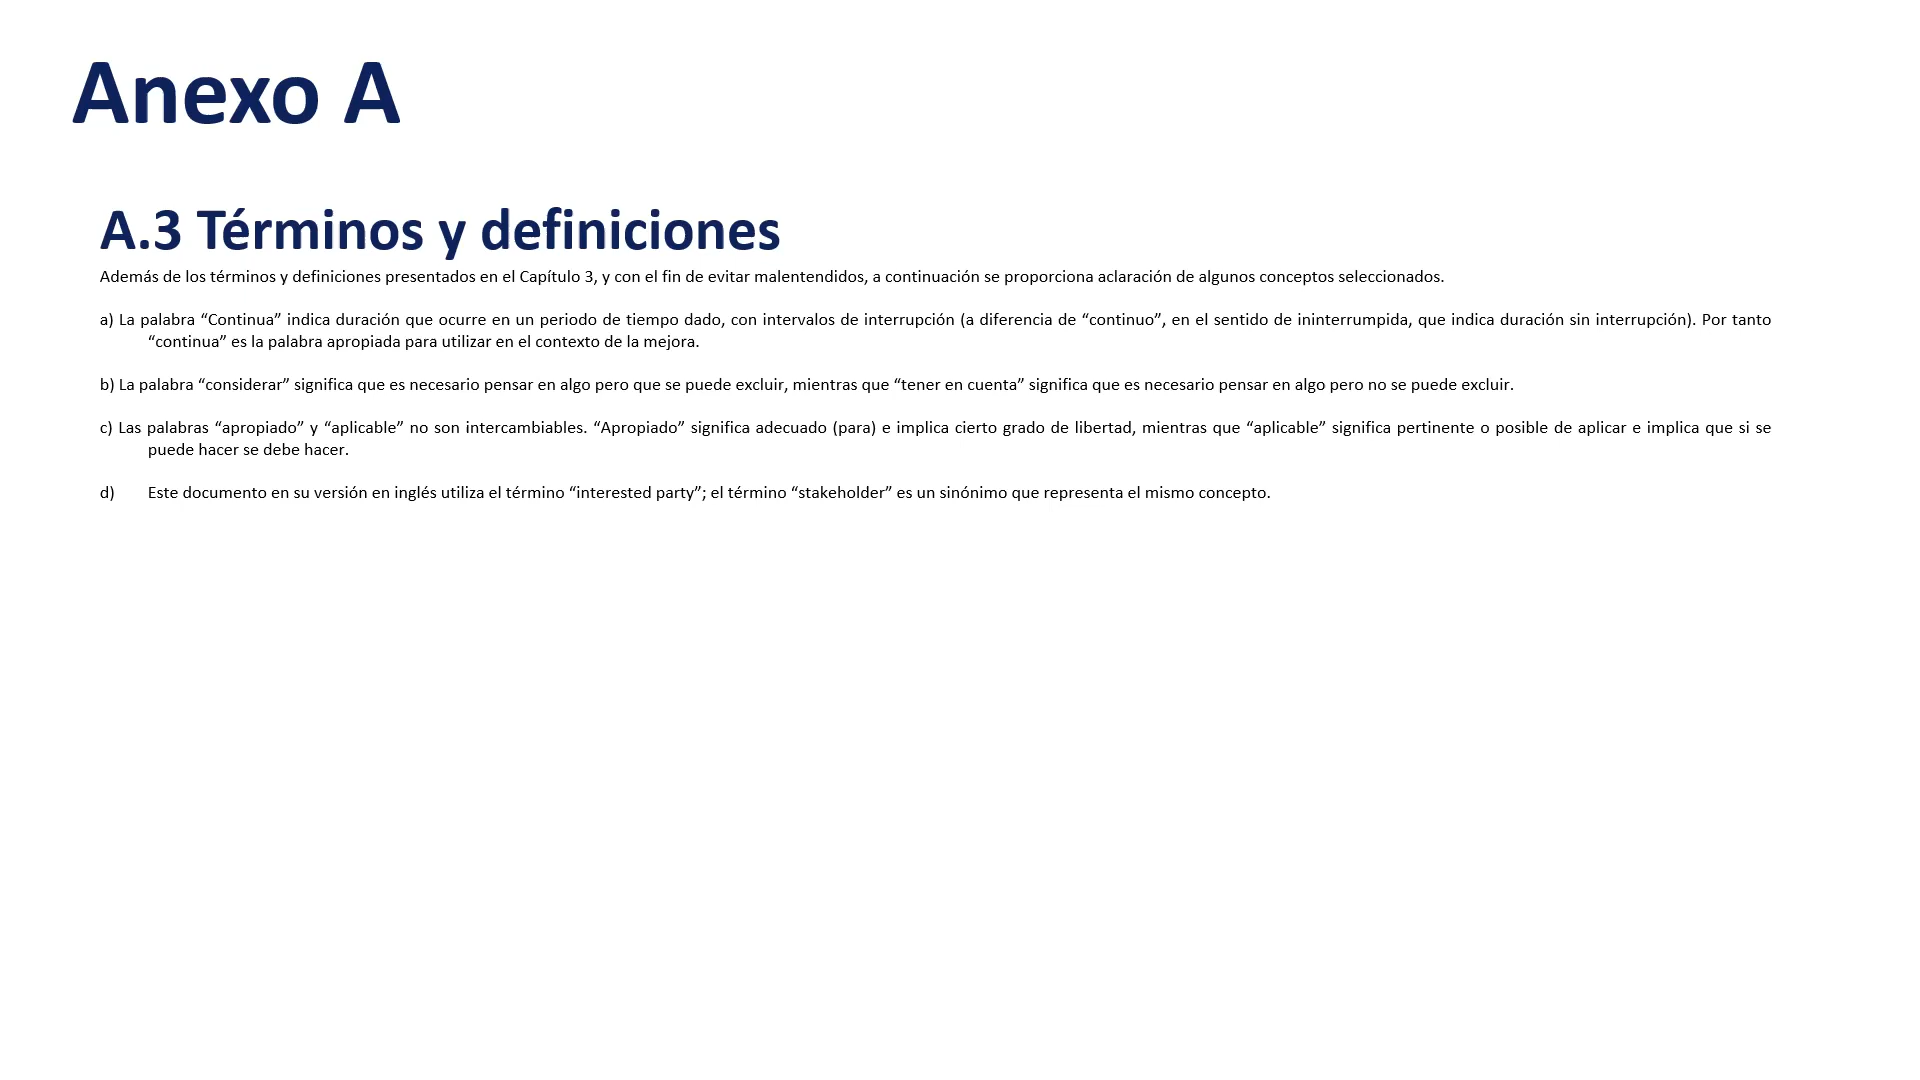 Anexo A
A.3 Términos y definiciones
Además de los términos y definiciones presentados en el Capítulo 3, y con el fin de evitar malentendidos, a continuación se proporciona aclaración de algunos conceptos seleccionados.
a) La palabra “Continua” indica duración que ocurre en un periodo de tiempo dado, con intervalos de interrupción (a diferencia de “continuo”, en el sentido de ininterrumpida, que indica duración sin interrupción). Por tanto
“continua” es la palabra apropiada para utilizar en el contexto de la mejora.
b) La palabra “considerar” significa que es necesario pensar en algo pero que se puede excluir, mientras que “tener en cuenta” significa que es necesario pensar en algo pero no se puede excluir.
c) Las palabras “apropiado” y “aplicable” no son intercambiables. “Apropiado” significa adecuado (para) e implica cierto grado de libertad, mientras que “aplicable” significa pertinente o posible de aplicar e implica que si se
puede hacer se debe hacer.
d) Este documento en su versión en inglés utiliza el término “interested party”; el término “stakeholder” es un sinónimo que representa el mismo concepto.